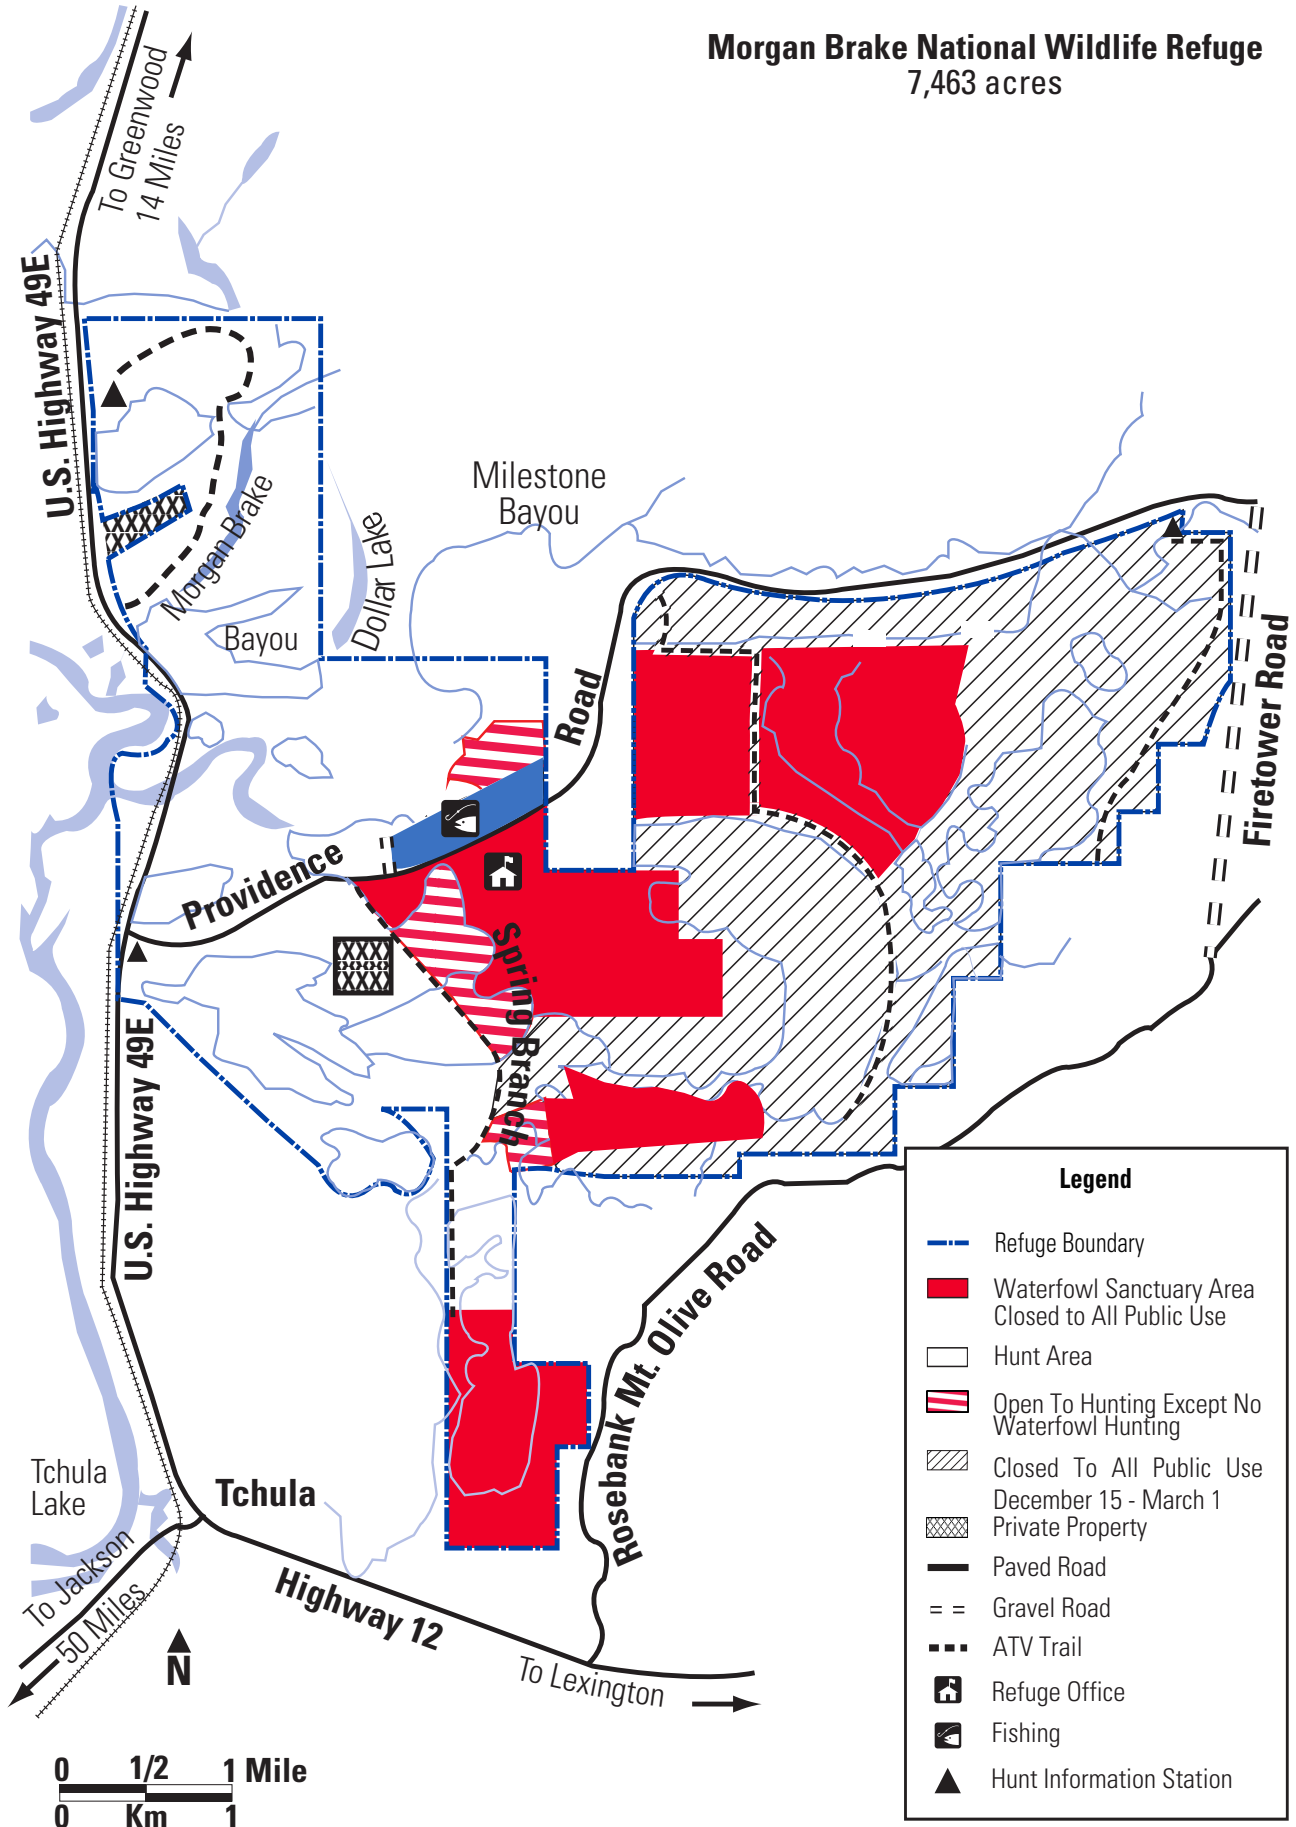 Morgan Brake National Wildlife Refuge
7,463 acres
To Greenwood
14 Miles
U.S. Highway 49E
Morgan Brake
Dollar Lake
Milestone
Bayou
Bayou
Road
Firetower Road
Providence
Spring Branch
U.S. Highway 49E
Rosebank Mt. Olive Road
Tchula
Lake
Tchula
To Jackson
50 Miles
Highway 12
To Lexington
N
0 1/2 1 Mile
0 Km 1
Legend
Refuge Boundary
Waterfowl Sanctuary Area
Closed to All Public Use
Hunt Area
Open To Hunting Except No
Waterfowl Hunting
Closed To All Public Use
December 15 - March 1
Private Property
Paved Road
Gravel Road
ATV Trail
Refuge Office
Fishing
Hunt Information Station